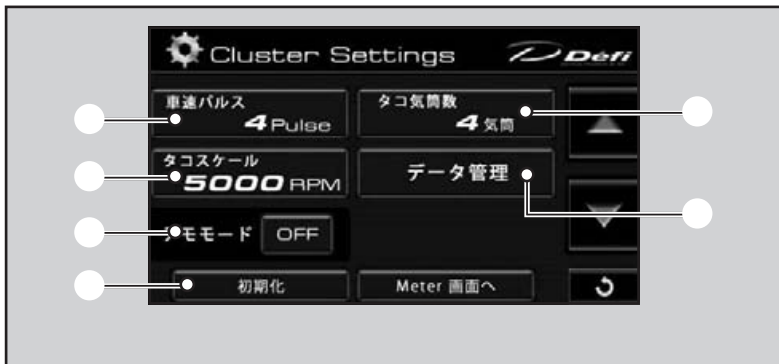 Cluster Settings Defi
車速パルス
4 Pulse
タコ気筒数
4 気筒
タコスケール
5000 RPM
データ管理
デモモード OFF
初期化
Meter 画面へ